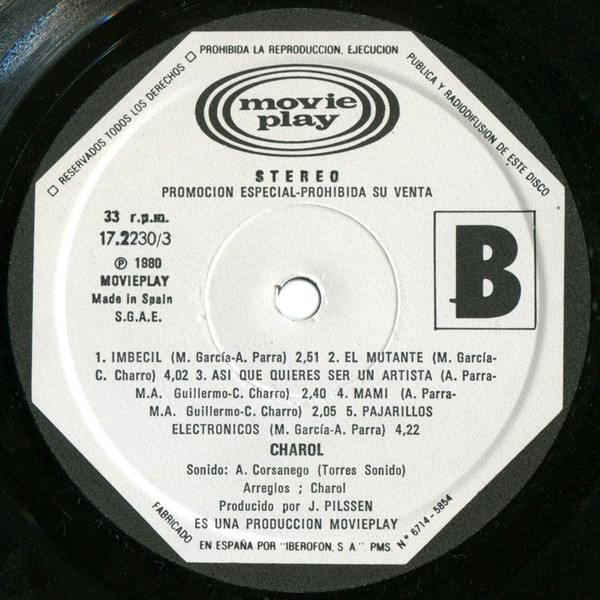 □ RESERVADOS TODOS LOS DERECHOS □ PROHIBIDA LA REPRODUCCION, EJECUCION PUBLICA Y RADIODIFUSION DE ESTE DISCO
movie
play
STEREO
PROMOCION ESPECIAL-PROHIBIDA SU VENTA
33 r.p.m.
17.2230/3
℗ 1980
MOVIEPLAY
Made in Spain
S.G.A.E.
B
1. IMBECIL (M. García-A. Parra) 2,51 2. EL MUTANTE (M. García-
C. Charro) 4,02 3. ASI QUE QUIERES SER UN ARTISTA (A. Parra-
M.A. Guillermo-C. Charro) 2,40 4. MAMI (A. Parra-
M.A. Guillermo-C. Charro) 2,05 5. PAJARILLOS
ELECTRONICOS (M. García-A. Parra) 4,22
CHAROL
Sonido: A. Corsanego (Torres Sonido)
Arreglos ; Charol
Producido por J. PILSSEN
ES UNA PRODUCCION MOVIEPLAY
FABRICADO EN ESPAÑA POR "IBEROFON, S A" PMS. Nº 6714-5854